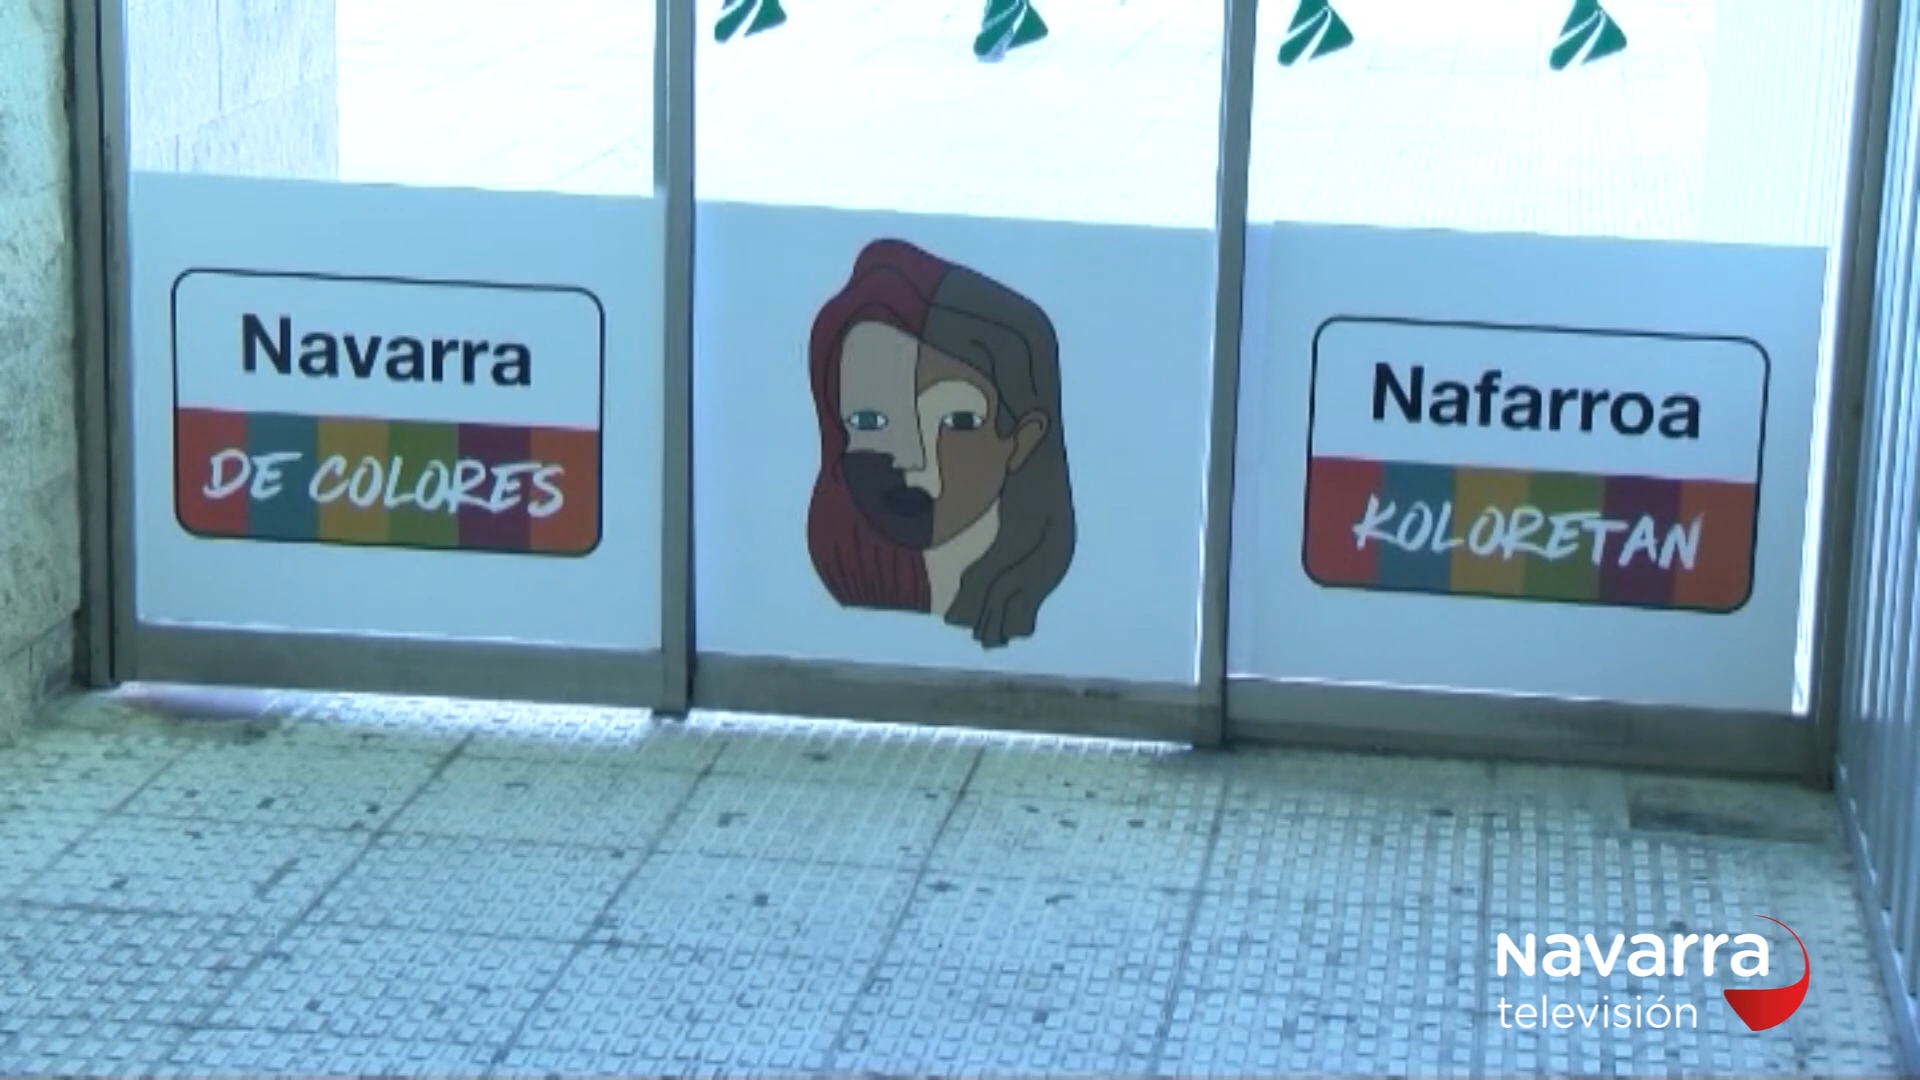 Navarra
DE COLORES
Nafarroa
KOLORETAN
Navarra
televisión